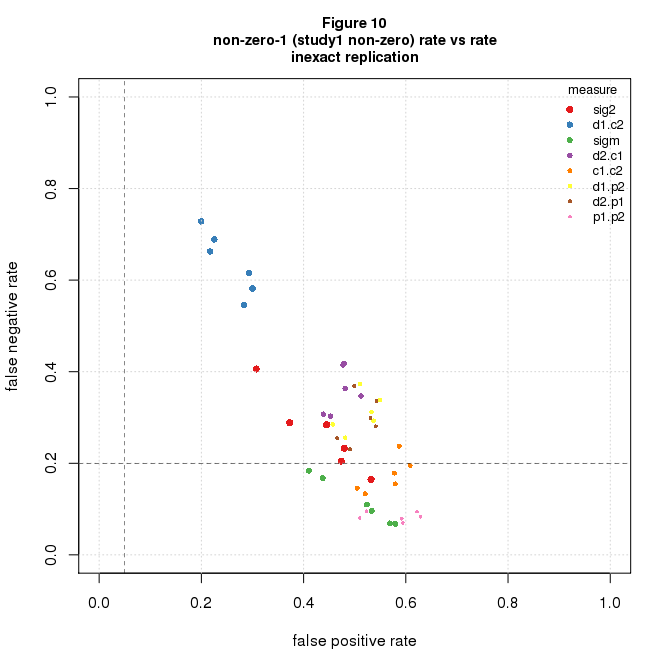 Figure 10
non-zero-1 (study1 non-zero) rate vs rate
inexact replication
measure
sig2
d1.c2
sigm
d2.c1
c1.c2
d1.p2
d2.p1
p1.p2
false negative rate
1.0
0.8
0.6
0.4
0.2
0.0
0.0 0.2 0.4 0.6 0.8 1.0
false positive rate